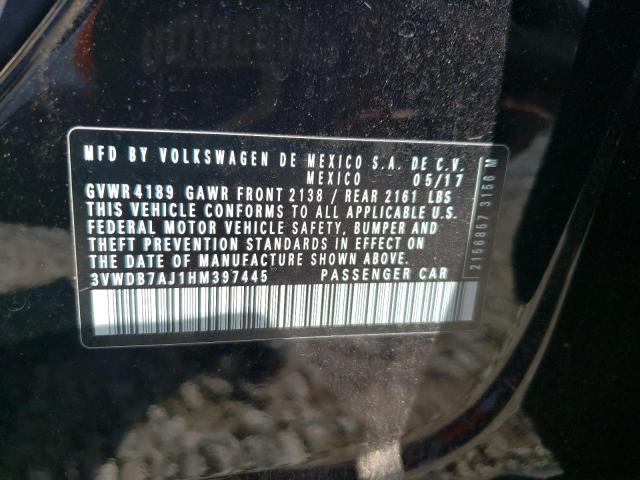 MFD BY VOLKSWAGEN DE MEXICO S.A. DE C.V.
MEXICO 05/17
GVWR 4189 GAWR FRONT 2138 / REAR 2161 LBS
THIS VEHICLE CONFORMS TO ALL APPLICABLE U.S.
FEDERAL MOTOR VEHICLE SAFETY, BUMPER AND
THEFT PREVENTION STANDARDS IN EFFECT ON
THE DATE OF MANUFACTURE SHOWN ABOVE.
3VWDB7AJ1HM397445 PASSENGER CAR
2156857 3156 M